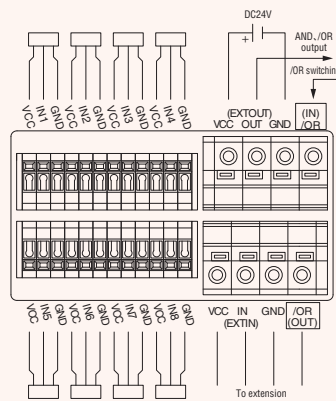 DC24V
AND,/OR
output
/OR switching
VCC IN1 GND VCC IN2 GND VCC IN3 GND VCC IN4 GND
(EXTOUT)
VCC OUT GND
(IN)
/OR
VCC IN5 GND VCC IN6 GND VCC IN7 GND VCC IN8 GND
VCC IN GND /OR
(EXTIN) (OUT)
To extension